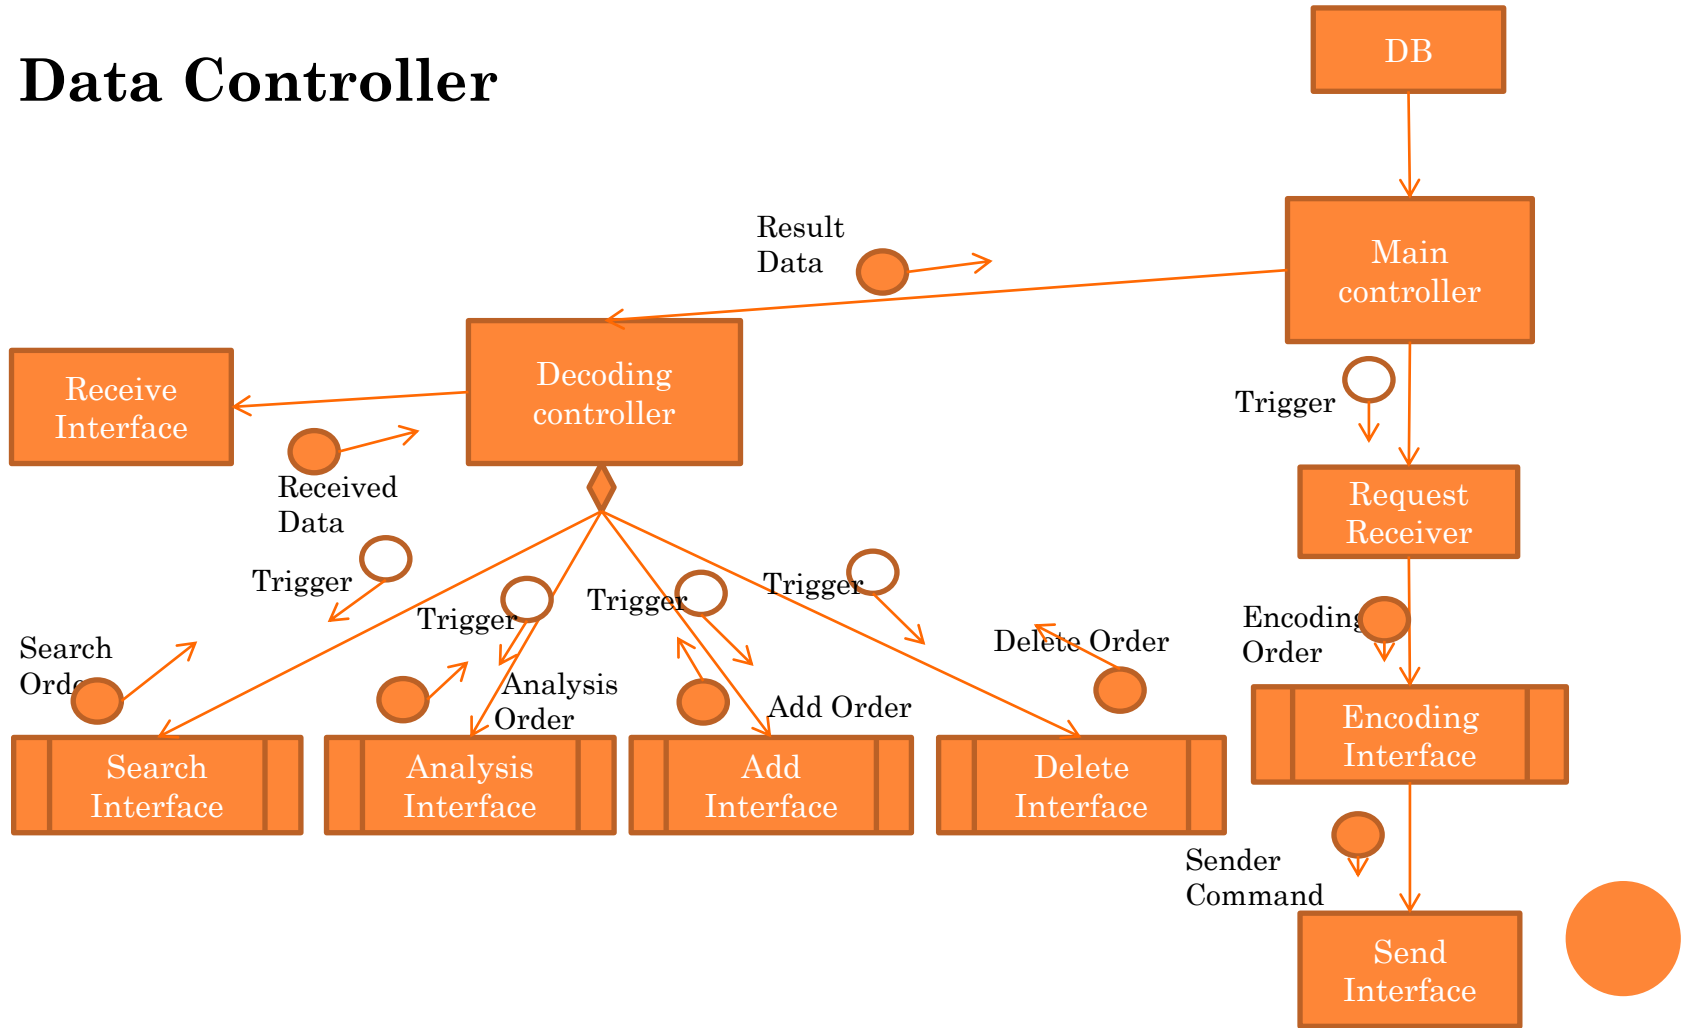 Data Controller
DB
Result
Data
Main
controller
Decoding
controller
Receive
Interface
Trigger
Received
Data
Request
Receiver
Trigger
Trigger
Trigger
Trigger
Search
Order
Analysis
Order
Add Order
Delete Order
Encoding
Order
Search
Interface
Analysis
Interface
Add
Interface
Delete
Interface
Encoding
Interface
Sender
Command
Send
Interface